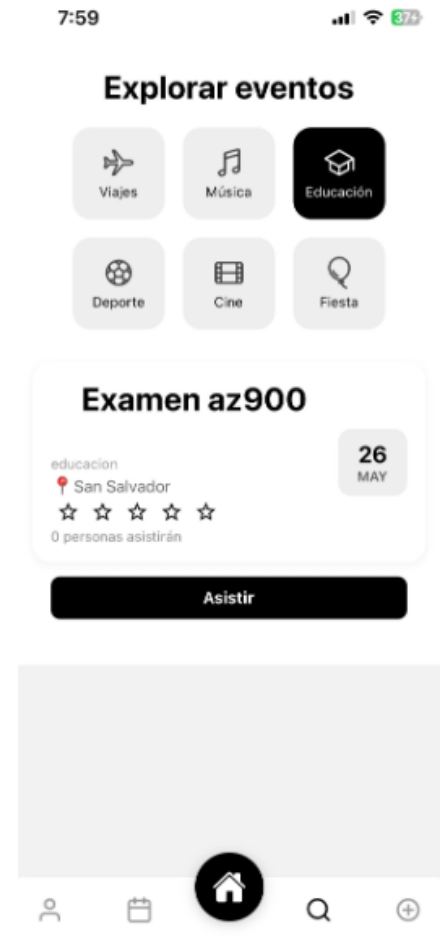 7:59
37+
Explorar eventos
Viajes
Música
Educación
Deporte
Cine
Fiesta
Examen az900
26
MAY
educacion
San Salvador
0 personas asistirán
Asistir